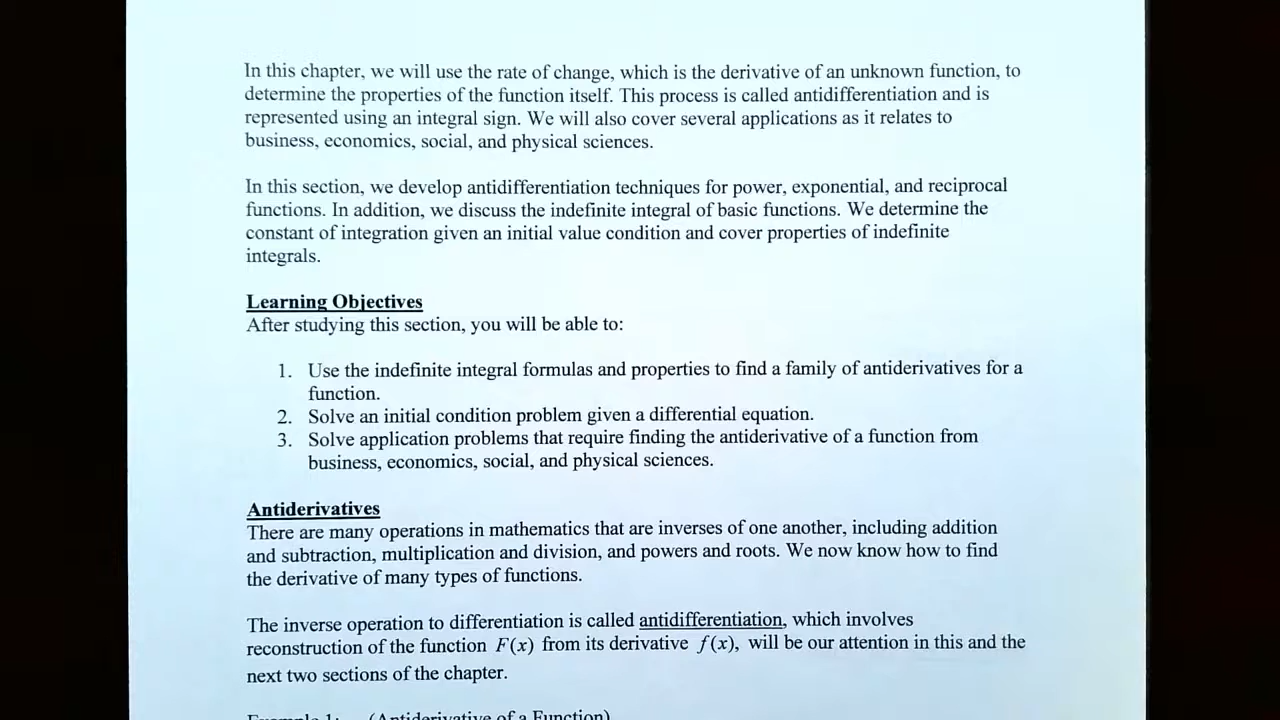 In this chapter, we will use the rate of change, which is the derivative of an unknown function, to
determine the properties of the function itself. This process is called antidifferentiation and is
represented using an integral sign. We will also cover several applications as it relates to
business, economics, social, and physical sciences.
In this section, we develop antidifferentiation techniques for power, exponential, and reciprocal
functions. In addition, we discuss the indefinite integral of basic functions. We determine the
constant of integration given an initial value condition and cover properties of indefinite
integrals.
Learning Objectives
After studying this section, you will be able to:
1. Use the indefinite integral formulas and properties to find a family of antiderivatives for a
function.
2. Solve an initial condition problem given a differential equation.
3. Solve application problems that require finding the antiderivative of a function from
business, economics, social, and physical sciences.
Antiderivatives
There are many operations in mathematics that are inverses of one another, including addition
and subtraction, multiplication and division, and powers and roots. We now know how to find
the derivative of many types of functions.
The inverse operation to differentiation is called antidifferentiation, which involves
reconstruction of the function F(x) from its derivative f(x), will be our attention in this and the
next two sections of the chapter.
Example 1: (Antiderivative of a Function)